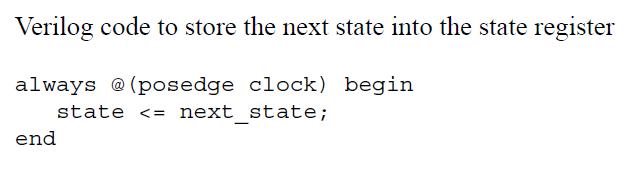 Verilog code to store the next state into the state register
always @(posedge clock) begin
   state <= next_state;
end